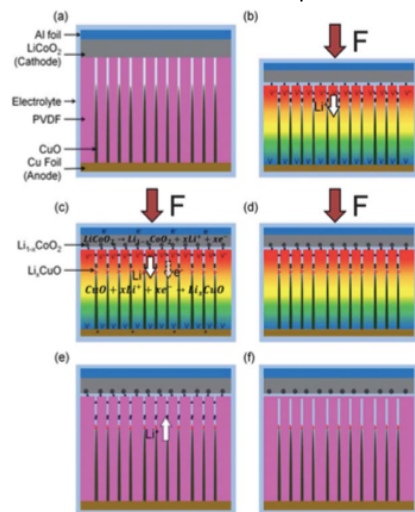 (a)
Al foil
LiCoO₂
(Cathode)
Electrolyte
PVDF
CuO
Cu Foil
(Anode)
(b)
F
Li⁺
(c)
F
LiCoO₂ → Li₁₋ₓCoO₂ + xLi⁺ + xe⁻
Li₁₋ₓCoO₂
LiₓCuO
Li⁺
e⁻
CuO + xLi⁺ + xe⁻ → LiₓCuO
(d)
F
(e)
Li⁺
(f)